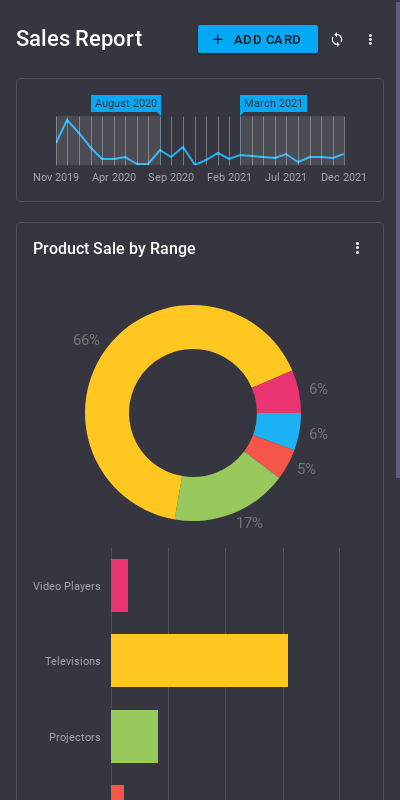 Sales Report
+ ADD CARD
August 2020
March 2021
Nov 2019 Apr 2020 Sep 2020 Feb 2021 Jul 2021 Dec 2021
Product Sale by Range
66%
6%
6%
5%
17%
Video Players
Televisions
Projectors